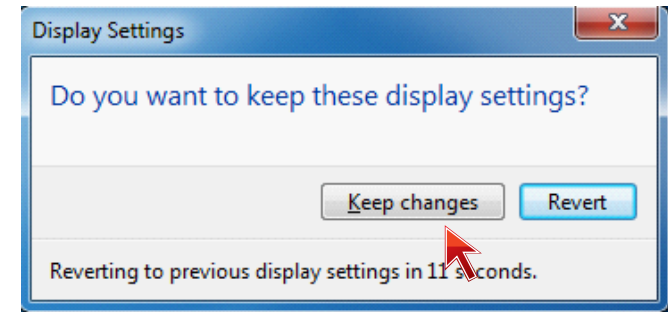 Display Settings
Do you want to keep these display settings?
Keep changes
Revert
Reverting to previous display settings in 11 seconds.